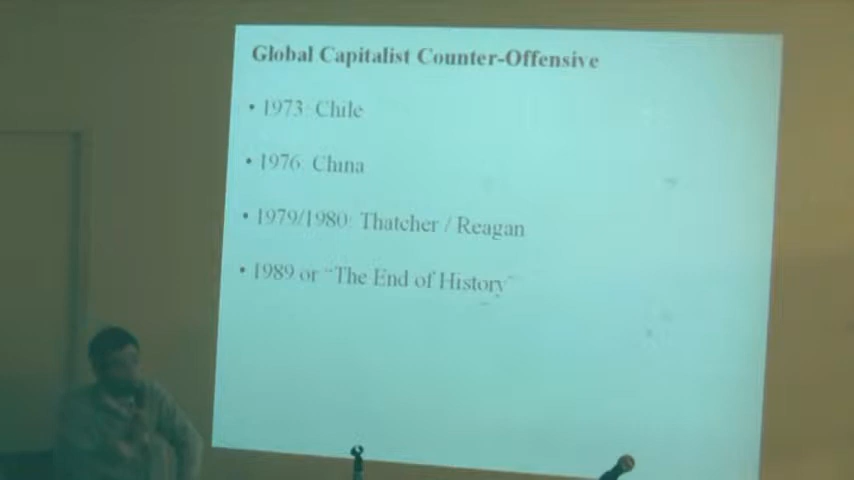 Global Capitalist Counter-Offensive
• 1973: Chile
• 1976: China
• 1979/1980: Thatcher / Reagan
• 1989 or "The End of History"